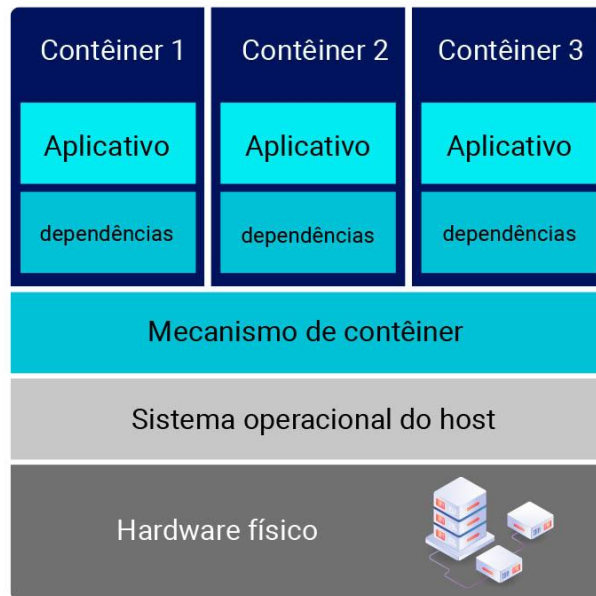 Contêiner 1
Contêiner 2
Contêiner 3
Aplicativo
Aplicativo
Aplicativo
dependências
dependências
dependências
Mecanismo de contêiner
Sistema operacional do host
Hardware físico